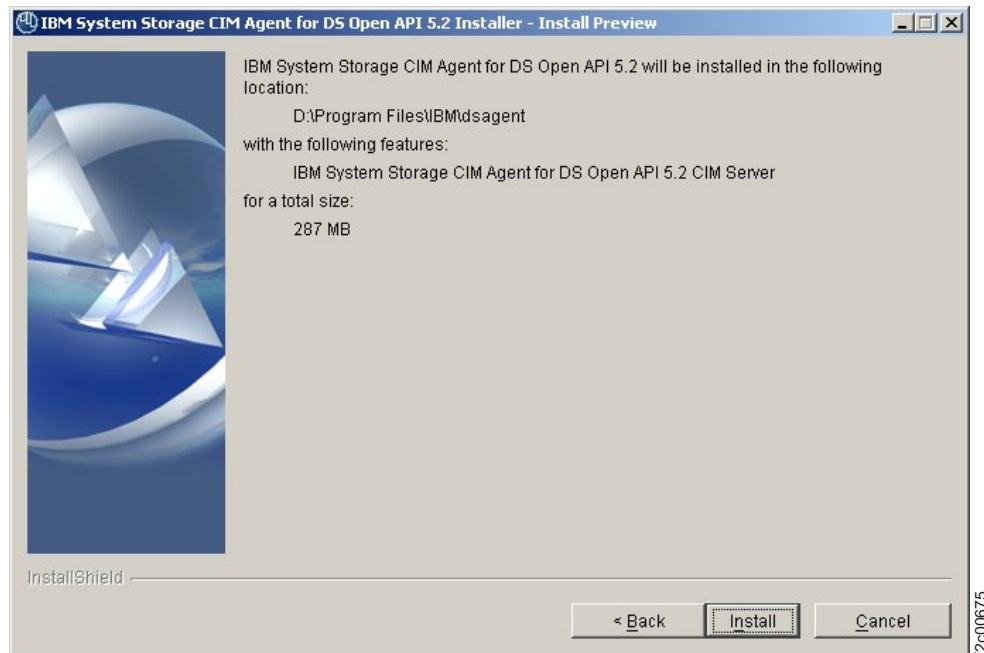 IBM System Storage CIM Agent for DS Open API 5.2 Installer - Install Preview
IBM System Storage CIM Agent for DS Open API 5.2 will be installed in the following
location:
D:\Program Files\IBM\dsagent
with the following features:
IBM System Storage CIM Agent for DS Open API 5.2 CIM Server
for a total size:
287 MB
InstallShield
< Back
Install
Cancel
f2c00675